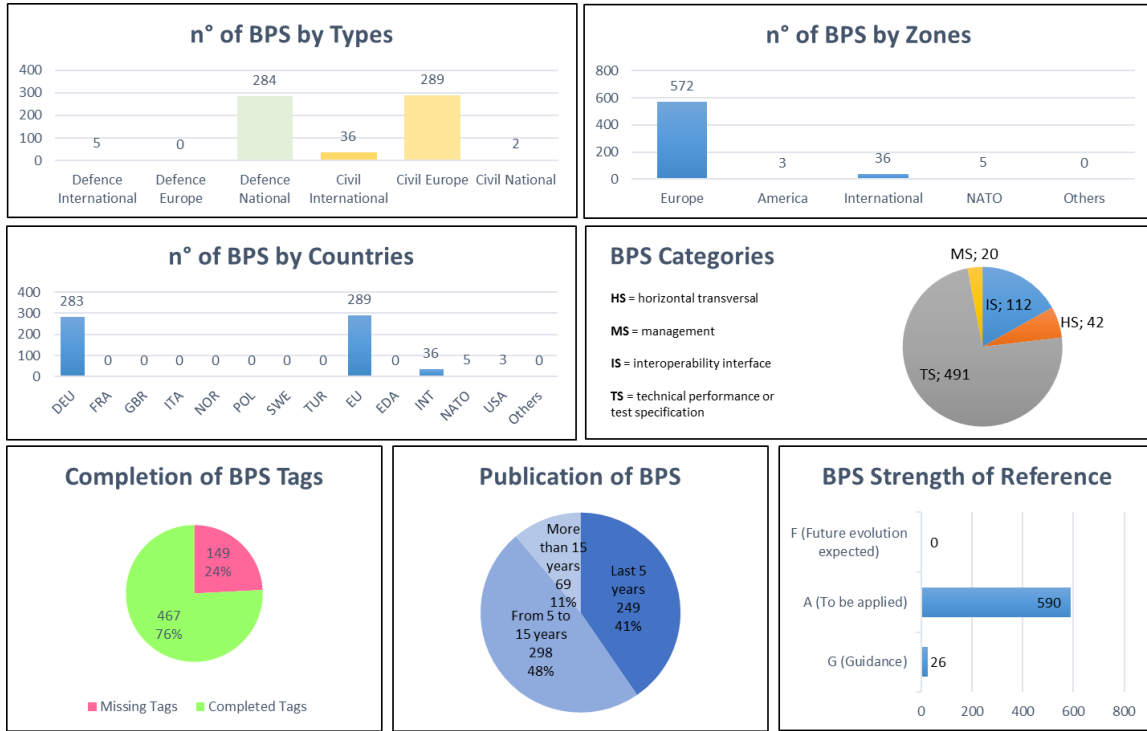 n° of BPS by Types
400
300
200
100
0
5
0
284
36
289
2
Defence International
Defence Europe
Defence National
Civil International
Civil Europe
Civil National
n° of BPS by Zones
800
600
400
200
0
572
3
36
5
0
Europe
America
International
NATO
Others
n° of BPS by Countries
400
300
200
100
0
283
0
0
0
0
0
0
0
289
0
36
5
3
0
DEU
FRA
GBR
ITA
NOR
POL
SWE
TUR
EU
EDA
INT
NATO
USA
Others
BPS Categories
HS = horizontal transversal
MS = management
IS = interoperability interface
TS = technical performance or
test specification
MS; 20
IS; 112
HS; 42
TS; 491
Completion of BPS Tags
149
24%
467
76%
Missing Tags
Completed Tags
Publication of BPS
More
than 15
years
69
11%
Last 5
years
249
41%
From 5 to
15 years
298
48%
BPS Strength of Reference
F (Future evolution
expected)
0
A (To be applied)
590
G (Guidance)
26
0
200
400
600
800